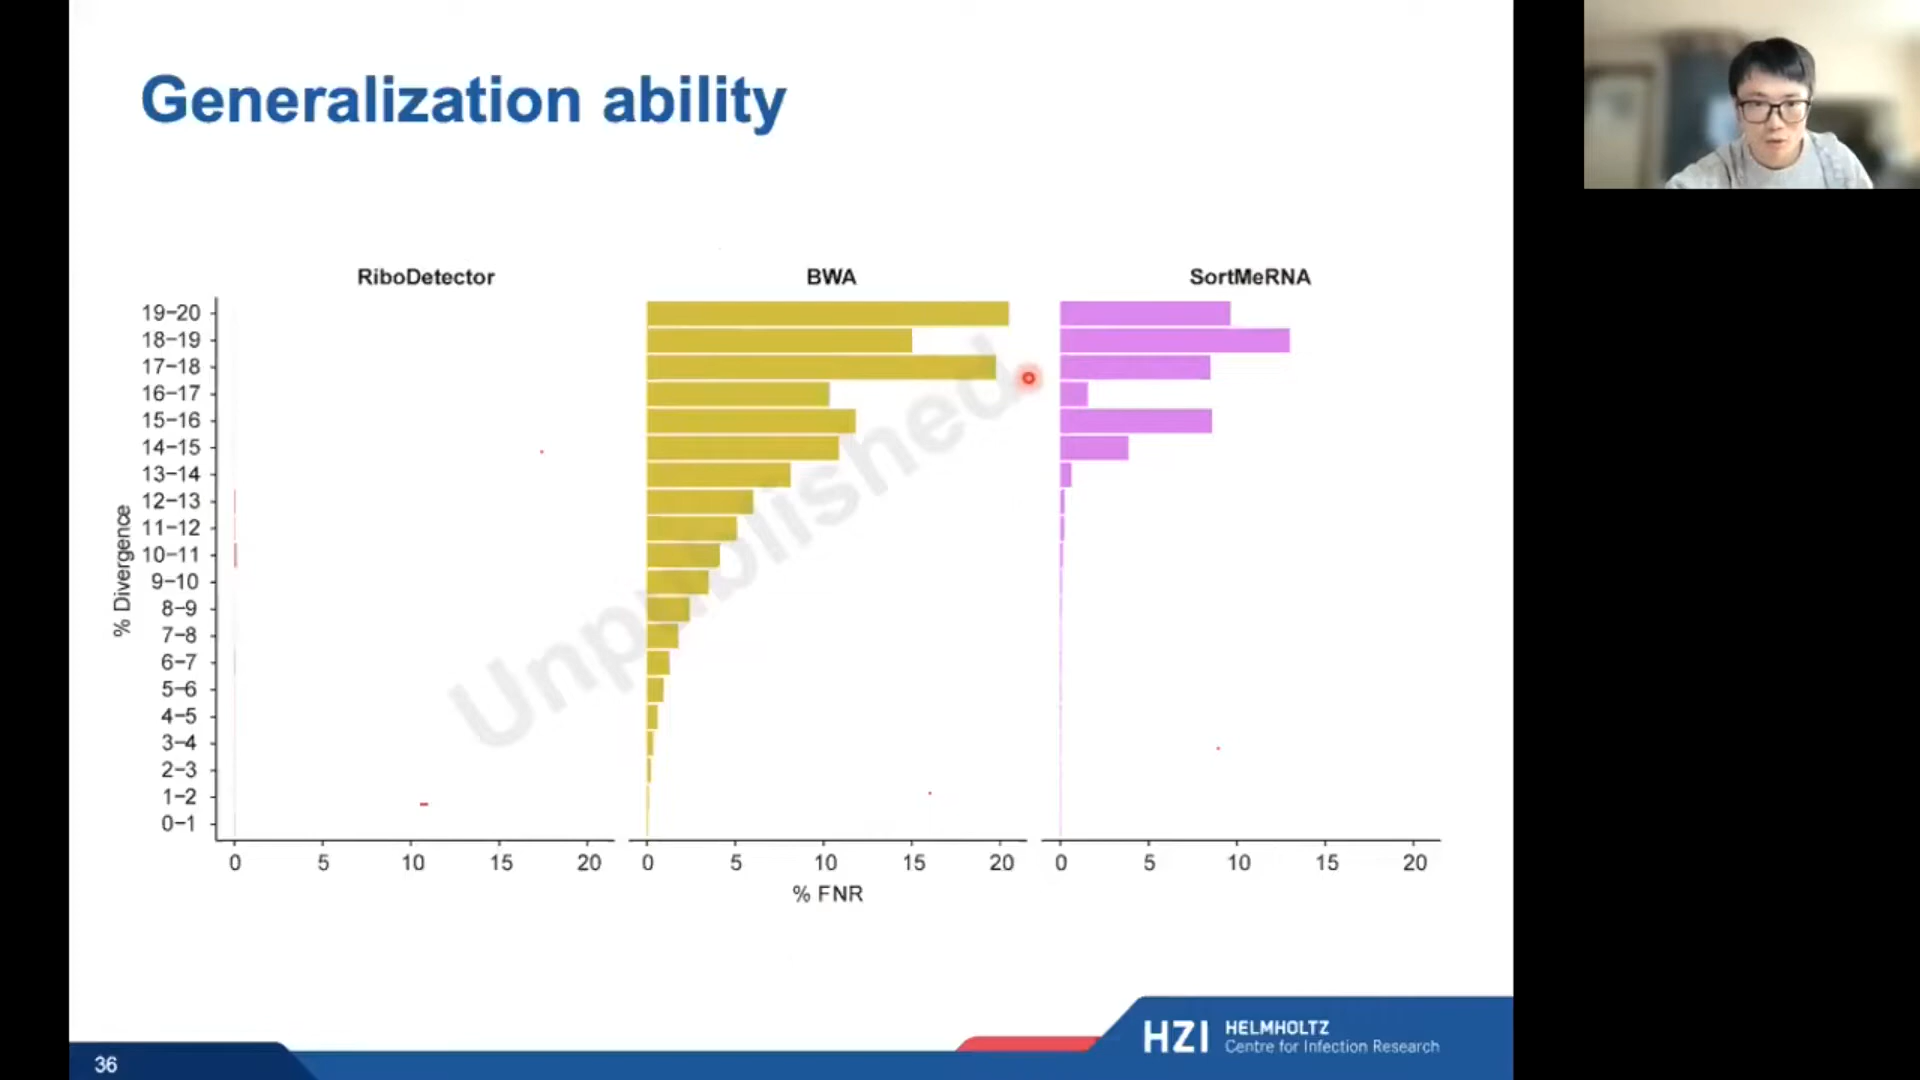 Generalization ability
RiboDetector
BWA
SortMeRNA
% Divergence
19−20
18−19
17−18
16−17
15−16
14−15
13−14
12−13
11−12
10−11
9−10
8−9
7−8
6−7
5−6
4−5
3−4
2−3
1−2
0−1
Unpublished
0 5 10 15 20
0 5 10 15 20
0 5 10 15 20
% FNR
36
HZI
HELMHOLTZ
Centre for Infection Research